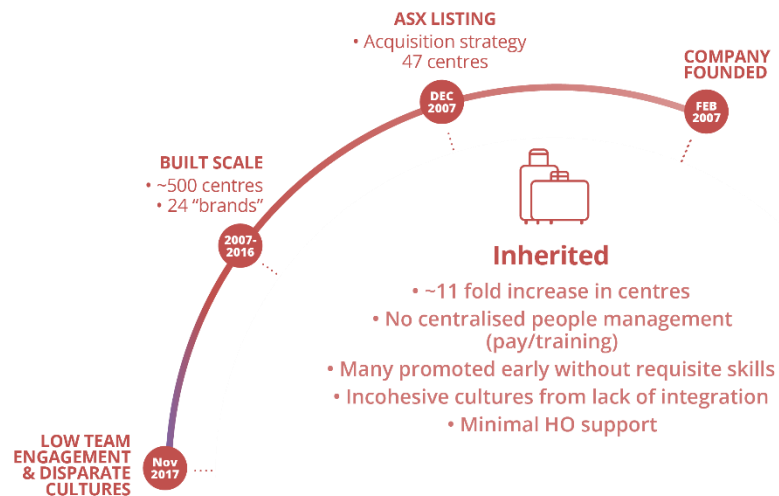 ASX LISTING
• Acquisition strategy
47 centres
DEC
2007
COMPANY
FOUNDED
FEB
2007
BUILT SCALE
• ~500 centres
• 24 “brands”
2007-
2016
Inherited
• ~11 fold increase in centres
• No centralised people management
(pay/training)
• Many promoted early without requisite skills
• Incohesive cultures from lack of integration
• Minimal HO support
LOW TEAM
ENGAGEMENT
& DISPARATE
CULTURES
Nov
2017